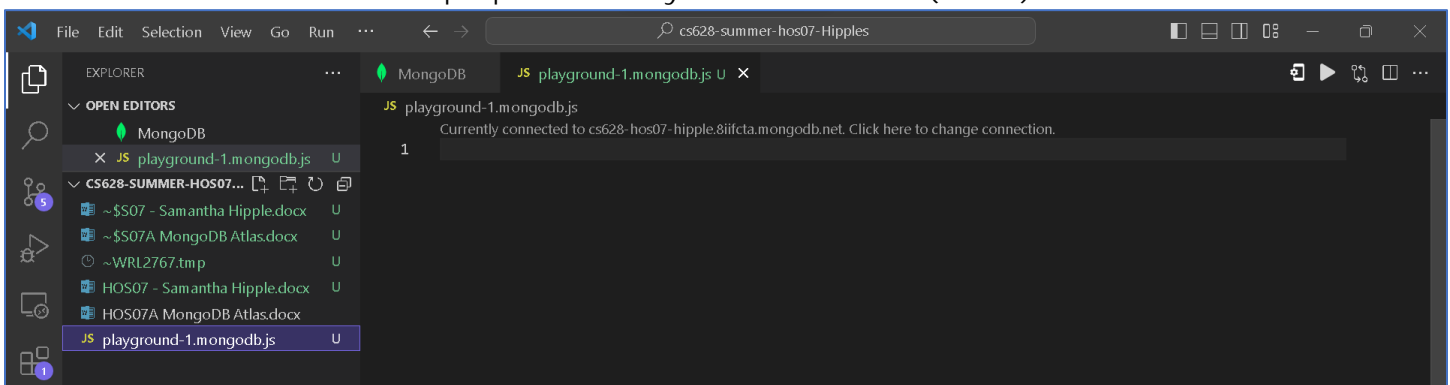 File Edit Selection View Go Run ··· ← → cs628-summer-hos07-Hipples
EXPLORER ···
MongoDB JS playground-1.mongodb.js U ×
OPEN EDITORS
MongoDB
× JS playground-1.mongodb.js U
CS628-SUMMER-HOS07...
~$S07 - Samantha Hipple.docx U
~$S07A MongoDB Atlas.docx U
~WRL2767.tmp U
HOS07 - Samantha Hipple.docx U
HOS07A MongoDB Atlas.docx
JS playground-1.mongodb.js U
5
1
JS playground-1.mongodb.js
Currently connected to cs628-hos07-hipple.8iifcta.mongodb.net. Click here to change connection.
1